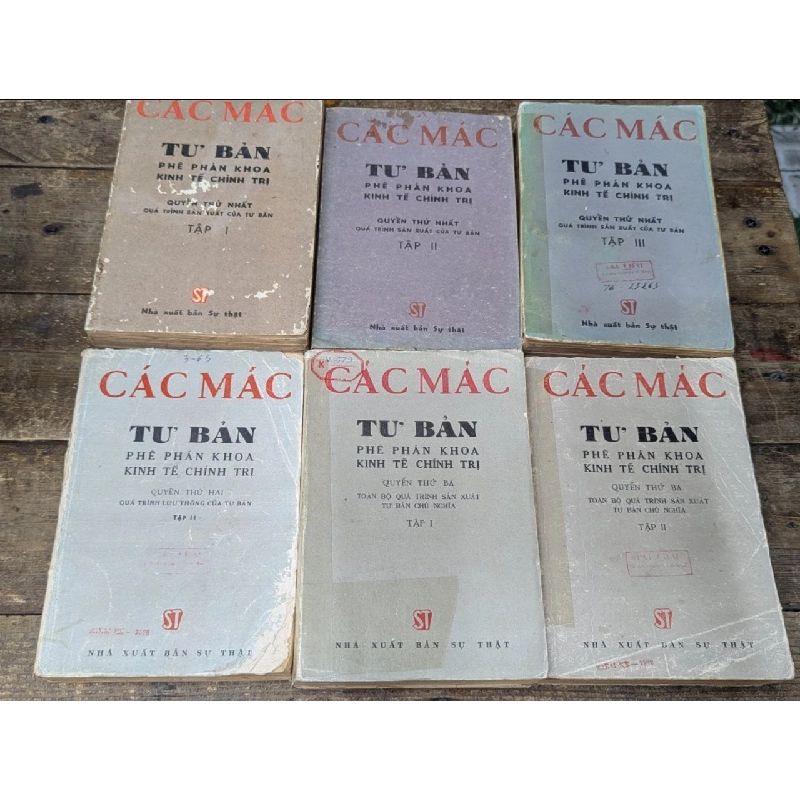 CÁC MÁC
TƯ BẢN
PHÊ PHÁN KHOA
KINH TẾ CHÍNH TRỊ
QUYỂN THỨ NHẤT
QUÁ TRÌNH SẢN XUẤT CỦA TƯ BẢN
TẬP I
ST
Nhà xuất bản Sự thật
CÁC MÁC
TƯ BẢN
PHÊ PHÁN KHOA
KINH TẾ CHÍNH TRỊ
QUYỂN THỨ NHẤT
QUÁ TRÌNH SẢN XUẤT CỦA TƯ BẢN
TẬP II
ST
Nhà xuất bản Sự thật
CÁC MÁC
TƯ BẢN
PHÊ PHÁN KHOA
KINH TẾ CHÍNH TRỊ
QUYỂN THỨ NHẤT
QUÁ TRÌNH SẢN XUẤT CỦA TƯ BẢN
TẬP III
ST
Nhà xuất bản Sự thật
3-65
CÁC MÁC
TƯ BẢN
PHÊ PHÁN KHOA
KINH TẾ CHÍNH TRỊ
QUYỂN THỨ HAI
QUÁ TRÌNH LƯU THÔNG CỦA TƯ BẢN
TẬP II
ST
NHÀ XUẤT BẢN SỰ THẬT
K
CÁC MÁC
TƯ BẢN
PHÊ PHÁN KHOA
KINH TẾ CHÍNH TRỊ
QUYỂN THỨ BA
TOÀN BỘ QUÁ TRÌNH SẢN XUẤT
TƯ BẢN CHỦ NGHĨA
TẬP I
ST
NHÀ XUẤT BẢN SỰ THẬT
CÁC MÁC
TƯ BẢN
PHÊ PHÁN KHOA
KINH TẾ CHÍNH TRỊ
QUYỂN THỨ BA
TOÀN BỘ QUÁ TRÌNH SẢN XUẤT
TƯ BẢN CHỦ NGHĨA
TẬP II
ST
NHÀ XUẤT BẢN SỰ THẬT